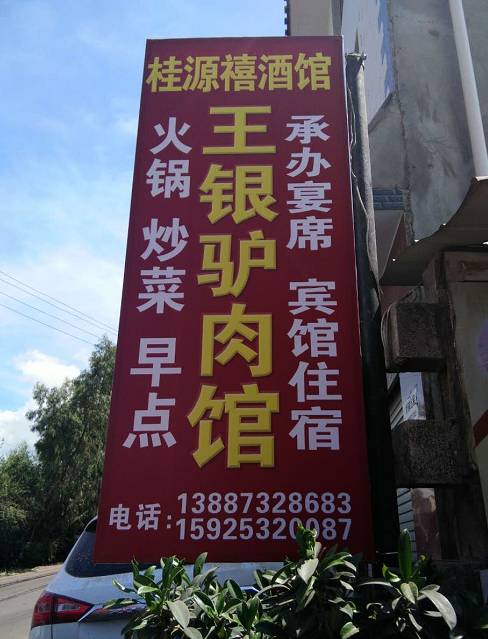 桂源禧酒馆
王银驴肉馆
火锅 炒菜 早点
承办宴席 宾馆住宿
电话:
13887328683
15925320087